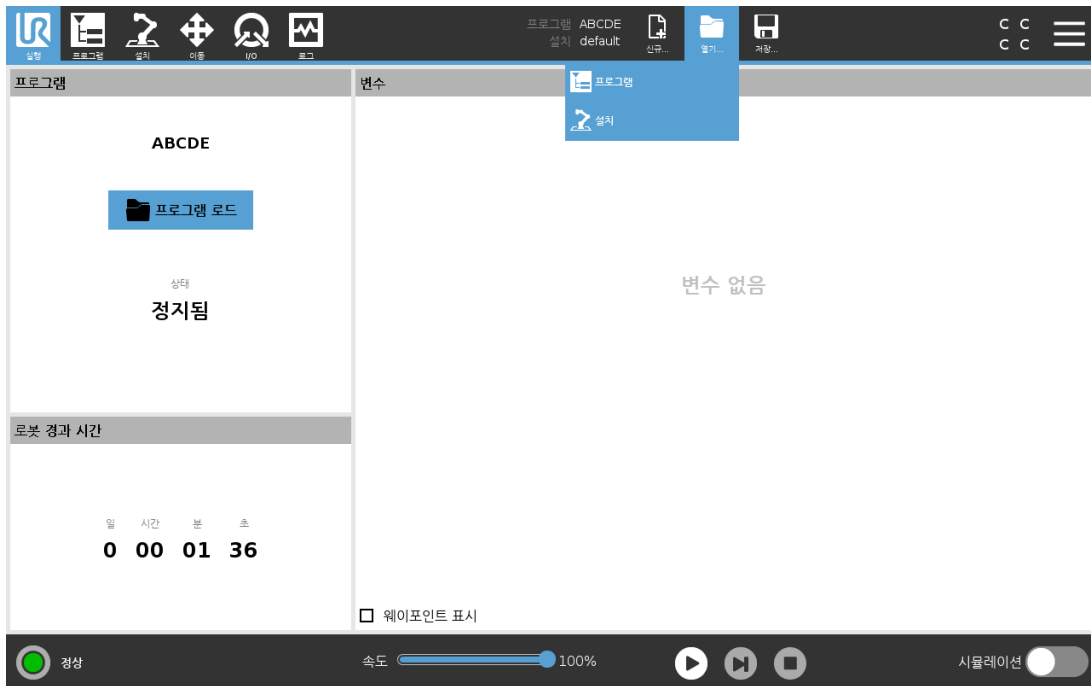 프로그램 ABCDE
설치 default
C C
C C
실행 프로그램 설치 이동 I/O 로그 신규... 열기... 저장...
프로그램
설치
프로그램
변수
ABCDE
프로그램 로드
상태
정지됨
변수 없음
로봇 경과 시간
일 시간 분 초
0 00 01 36
웨이포인트 표시
정상
속도 100%
시뮬레이션